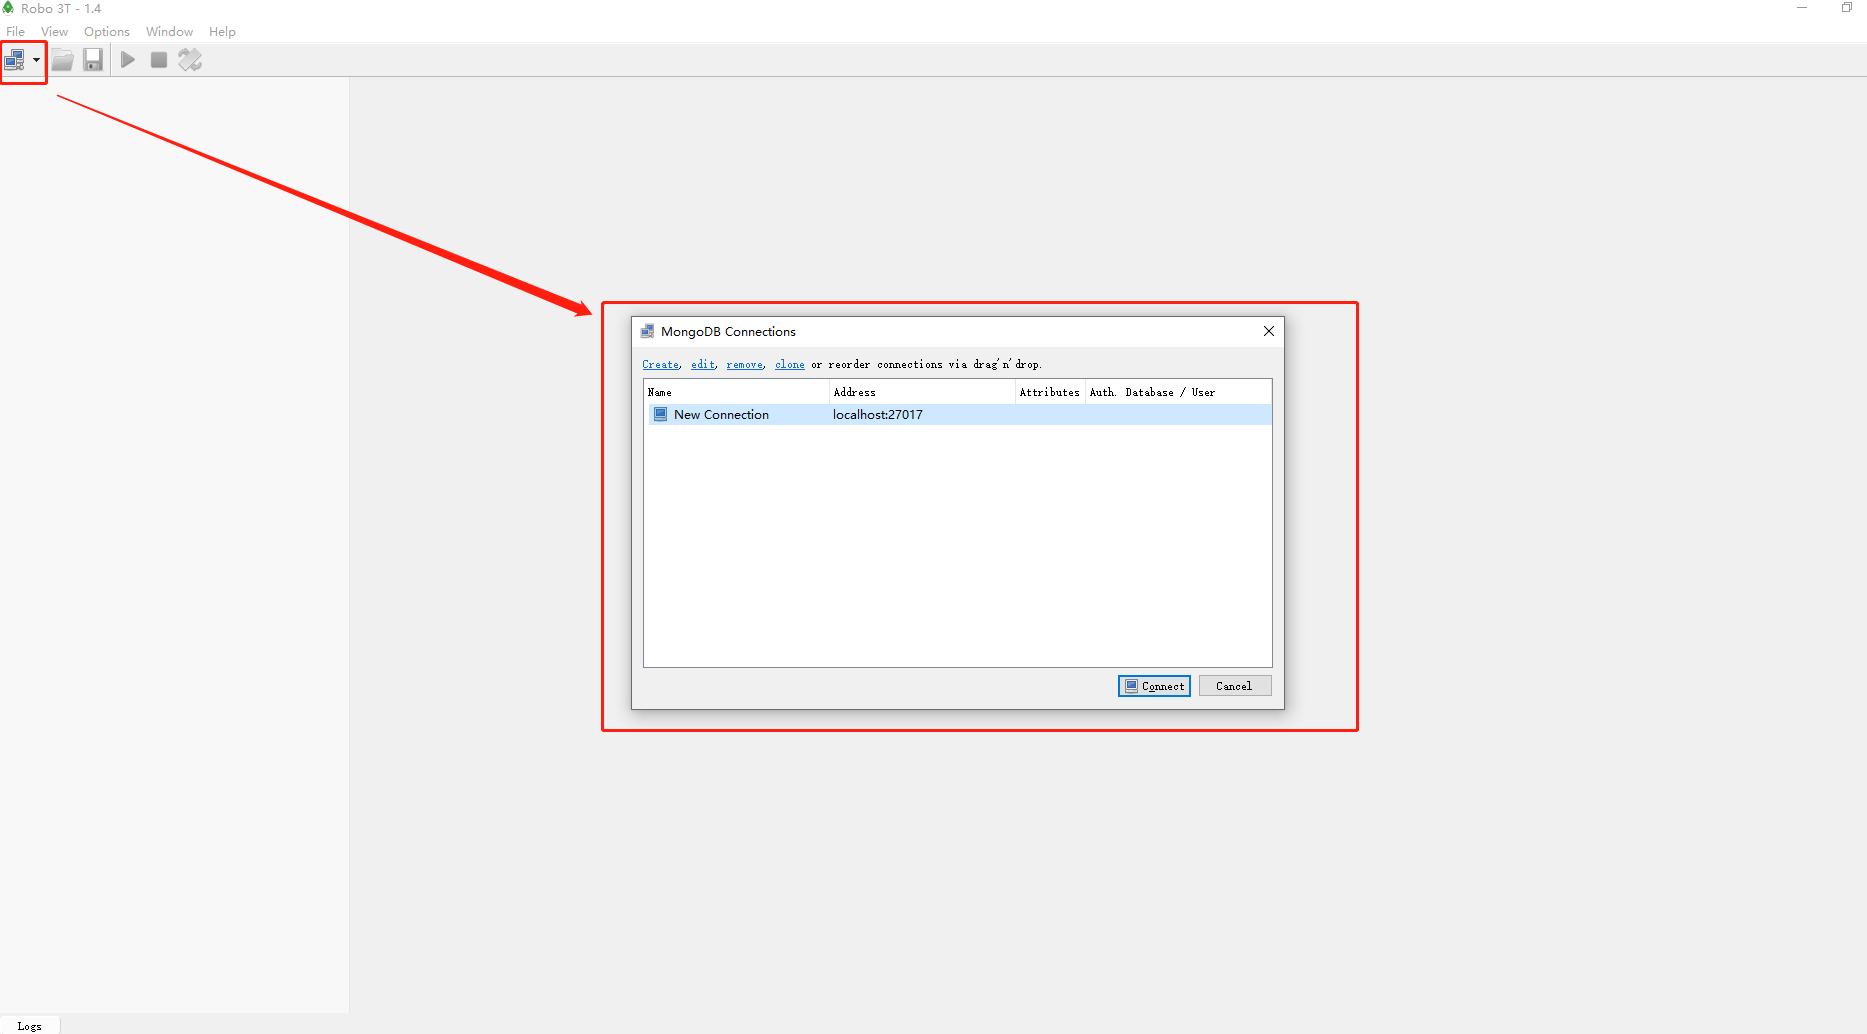 Robo 3T - 1.4
File View Options Window Help
MongoDB Connections
Create, edit, remove, clone or reorder connections via drag'n'drop.
Name Address Attributes Auth. Database / User
New Connection localhost:27017
Connect Cancel
Logs